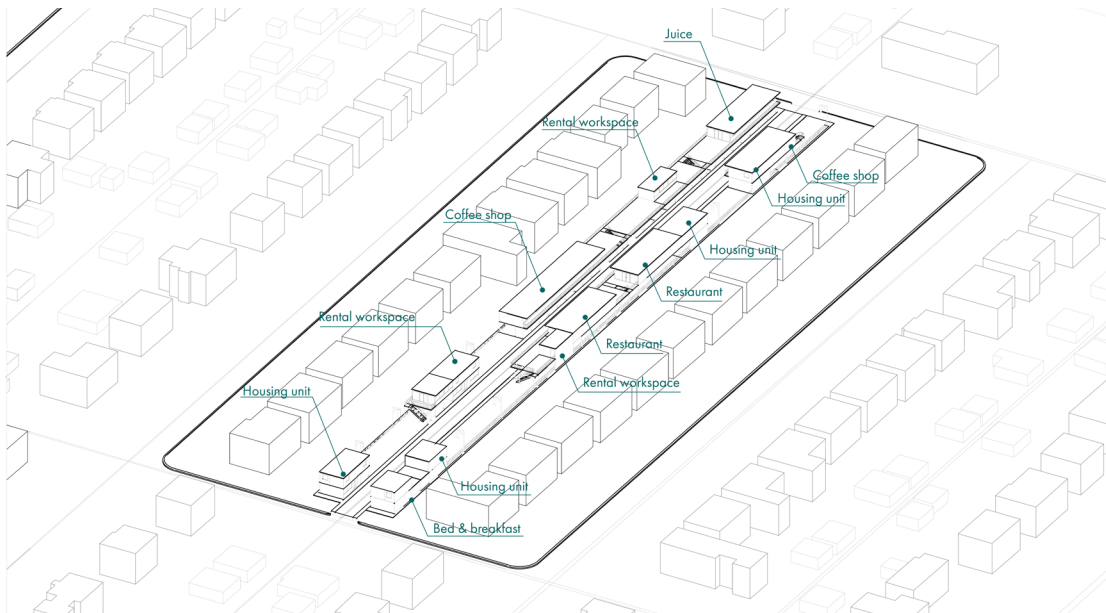 Juice
Rental workspace
Coffee shop
Housing unit
Coffee shop
Housing unit
Restaurant
Rental workspace
Restaurant
Rental workspace
Housing unit
Housing unit
Bed & breakfast